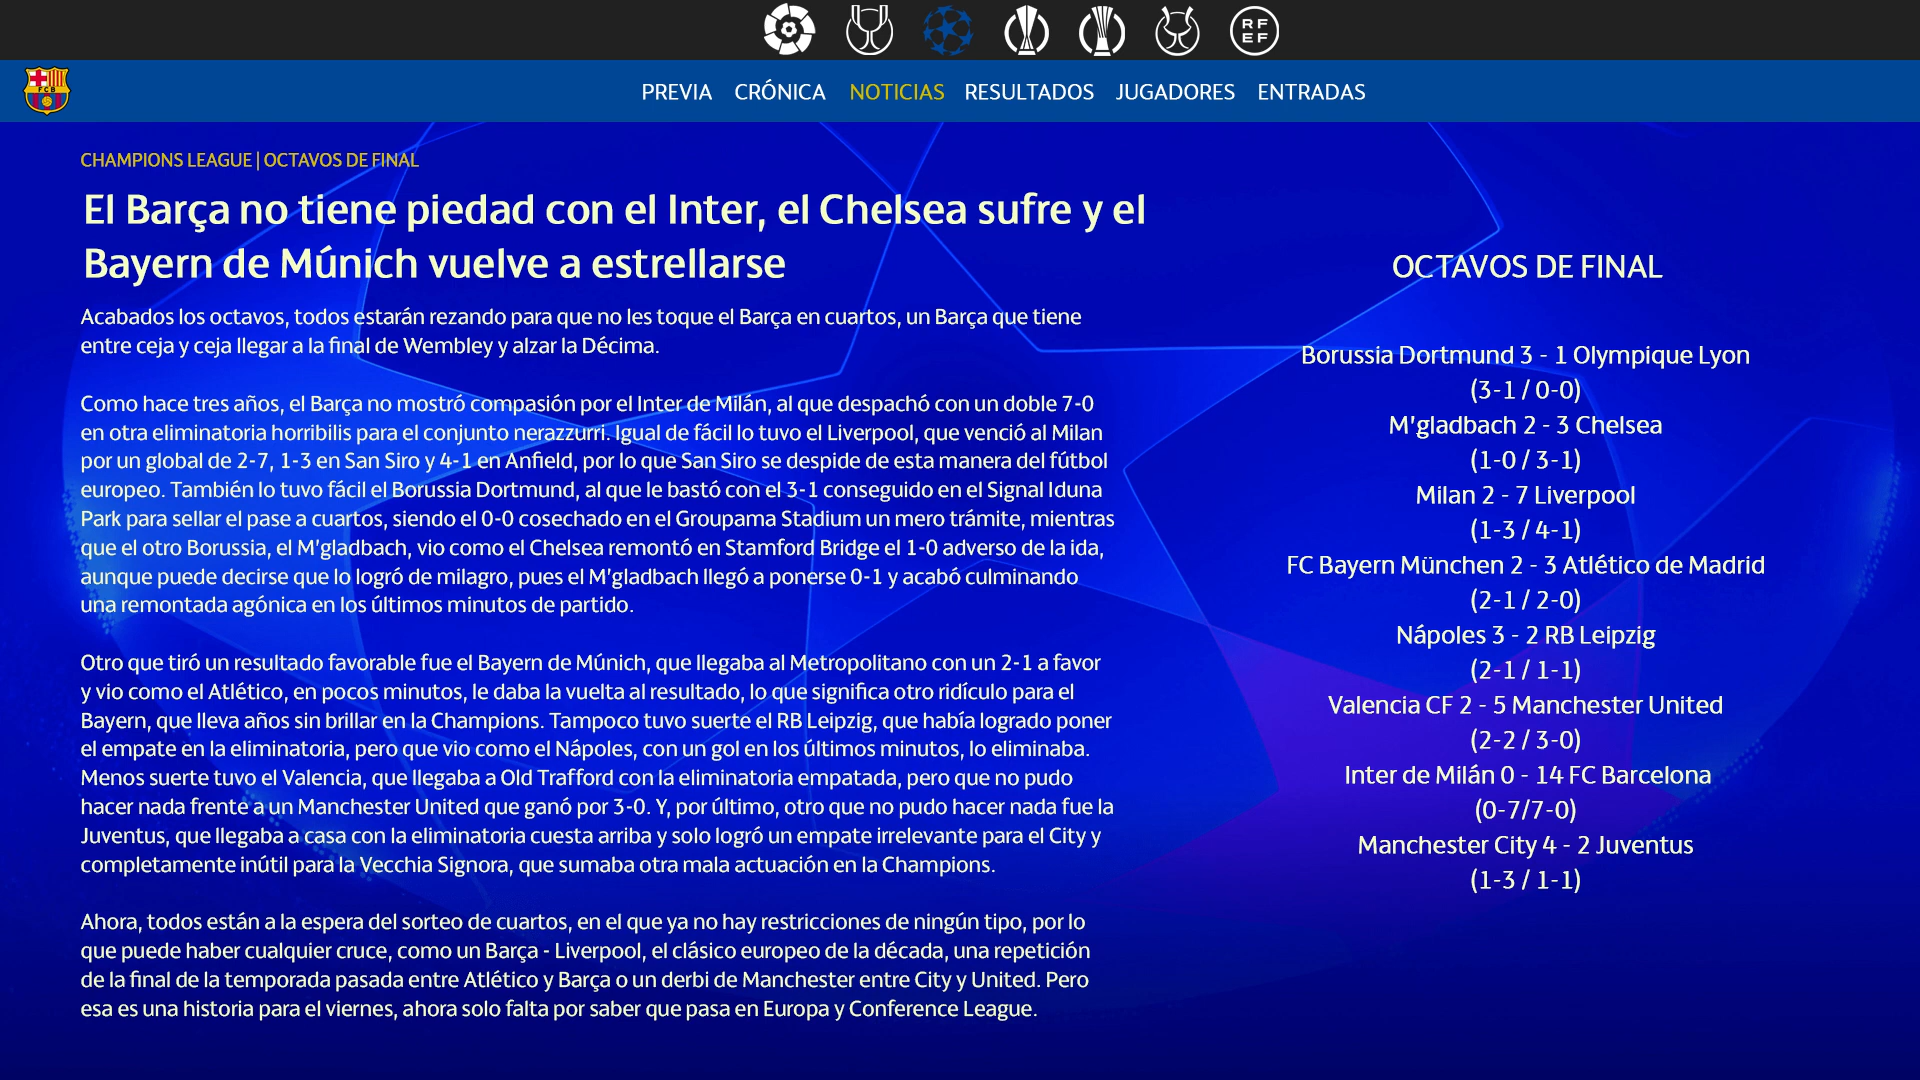 RF
EF
FCB
PREVIA CRÓNICA NOTICIAS RESULTADOS JUGADORES ENTRADAS
CHAMPIONS LEAGUE | OCTAVOS DE FINAL
El Barça no tiene piedad con el Inter, el Chelsea sufre y el
Bayern de Múnich vuelve a estrellarse
Acabados los octavos, todos estarán rezando para que no les toque el Barça en cuartos, un Barça que tiene
entre ceja y ceja llegar a la final de Wembley y alzar la Décima.
Como hace tres años, el Barça no mostró compasión por el Inter de Milán, al que despachó con un doble 7-0
en otra eliminatoria horribilis para el conjunto nerazzurri. Igual de fácil lo tuvo el Liverpool, que venció al Milan
por un global de 2-7, 1-3 en San Siro y 4-1 en Anfield, por lo que San Siro se despide de esta manera del fútbol
europeo. También lo tuvo fácil el Borussia Dortmund, al que le bastó con el 3-1 conseguido en el Signal Iduna
Park para sellar el pase a cuartos, siendo el 0-0 cosechado en el Groupama Stadium un mero trámite, mientras
que el otro Borussia, el M'gladbach, vio como el Chelsea remontó en Stamford Bridge el 1-0 adverso de la ida,
aunque puede decirse que lo logró de milagro, pues el M'gladbach llegó a ponerse 0-1 y acabó culminando
una remontada agónica en los últimos minutos de partido.
Otro que tiró un resultado favorable fue el Bayern de Múnich, que llegaba al Metropolitano con un 2-1 a favor
y vio como el Atlético, en pocos minutos, le daba la vuelta al resultado, lo que significa otro ridículo para el
Bayern, que lleva años sin brillar en la Champions. Tampoco tuvo suerte el RB Leipzig, que había logrado poner
el empate en la eliminatoria, pero que vio como el Nápoles, con un gol en los últimos minutos, lo eliminaba.
Menos suerte tuvo el Valencia, que llegaba a Old Trafford con la eliminatoria empatada, pero que no pudo
hacer nada frente a un Manchester United que ganó por 3-0. Y, por último, otro que no pudo hacer nada fue la
Juventus, que llegaba a casa con la eliminatoria cuesta arriba y solo logró un empate irrelevante para el City y
completamente inútil para la Vecchia Signora, que sumaba otra mala actuación en la Champions.
Ahora, todos están a la espera del sorteo de cuartos, en el que ya no hay restricciones de ningún tipo, por lo
que puede haber cualquier cruce, como un Barça - Liverpool, el clásico europeo de la década, una repetición
de la final de la temporada pasada entre Atlético y Barça o un derbi de Manchester entre City y United. Pero
esa es una historia para el viernes, ahora solo falta por saber que pasa en Europa y Conference League.
OCTAVOS DE FINAL
Borussia Dortmund 3 - 1 Olympique Lyon
(3-1 / 0-0)
M'gladbach 2 - 3 Chelsea
(1-0 / 3-1)
Milan 2 - 7 Liverpool
(1-3 / 4-1)
FC Bayern München 2 - 3 Atlético de Madrid
(2-1 / 2-0)
Nápoles 3 - 2 RB Leipzig
(2-1 / 1-1)
Valencia CF 2 - 5 Manchester United
(2-2 / 3-0)
Inter de Milán 0 - 14 FC Barcelona
(0-7/7-0)
Manchester City 4 - 2 Juventus
(1-3 / 1-1)